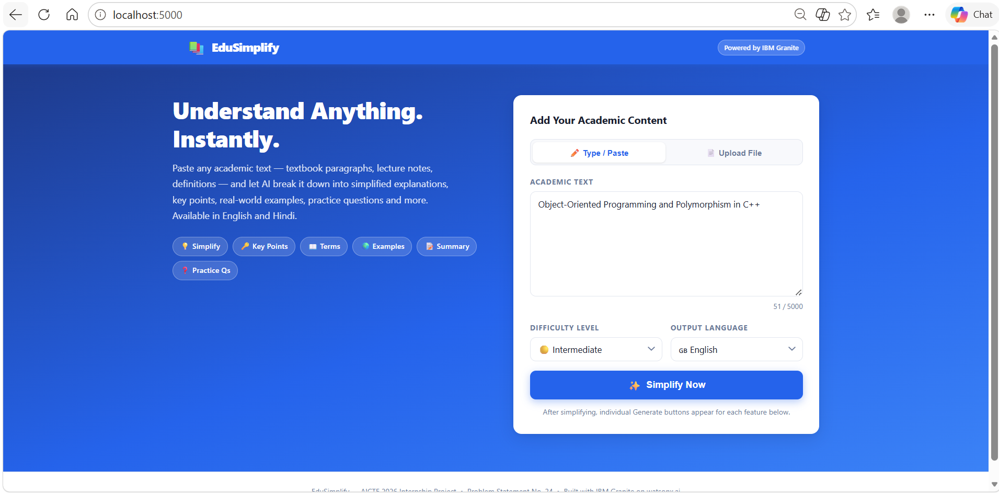 localhost:5000
Chat
EduSimplify
Powered by IBM Granite
Understand Anything.
Instantly.
Paste any academic text — textbook paragraphs, lecture notes,
definitions — and let AI break it down into simplified explanations,
key points, real-world examples, practice questions and more.
Available in English and Hindi.
Simplify
Key Points
Terms
Examples
Summary
Practice Qs
Add Your Academic Content
Type / Paste
Upload File
ACADEMIC TEXT
Object-Oriented Programming and Polymorphism in C++
51 / 5000
DIFFICULTY LEVEL
OUTPUT LANGUAGE
Intermediate
GB English
Simplify Now
After simplifying, individual Generate buttons appear for each feature below.
EduSimplify — AICTE 2026 Internship Project • Problem Statement No. 24 • Built with IBM Granite on watsonx.ai